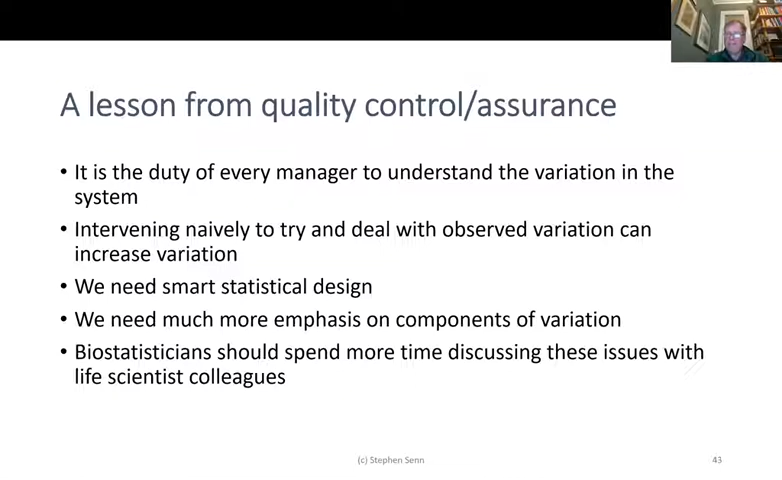 A lesson from quality control/assurance
• It is the duty of every manager to understand the variation in the
system
• Intervening naively to try and deal with observed variation can
increase variation
• We need smart statistical design
• We need much more emphasis on components of variation
• Biostatisticians should spend more time discussing these issues with
life scientist colleagues
(c) Stephen Senn
43